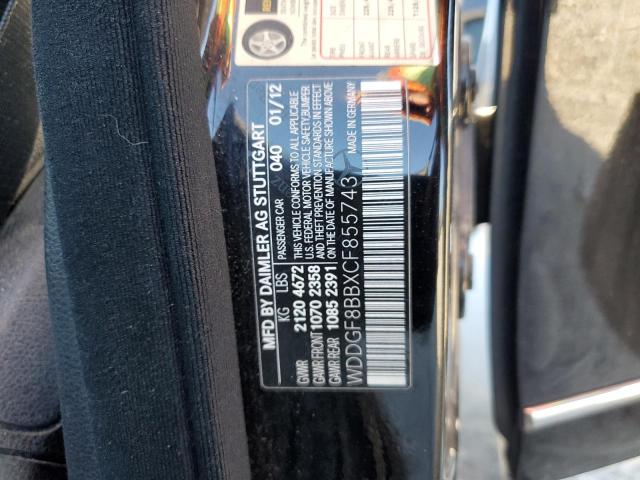 MFD BY DAIMLER AG STUTTGART
PASSENGER CAR 040 01/12
KG LBS
GVWR 2120 4672
GAWR FRONT 1070 2358
GAWR REAR 1085 2391
THIS VEHICLE CONFORMS TO ALL APPLICABLE
U.S. FEDERAL MOTOR VEHICLE SAFETY, BUMPER
AND THEFT PREVENTION STANDARDS IN EFFECT
ON THE DATE OF MANUFACTURE SHOWN ABOVE
MADE IN GERMANY
WDDGF8BBXCF855743